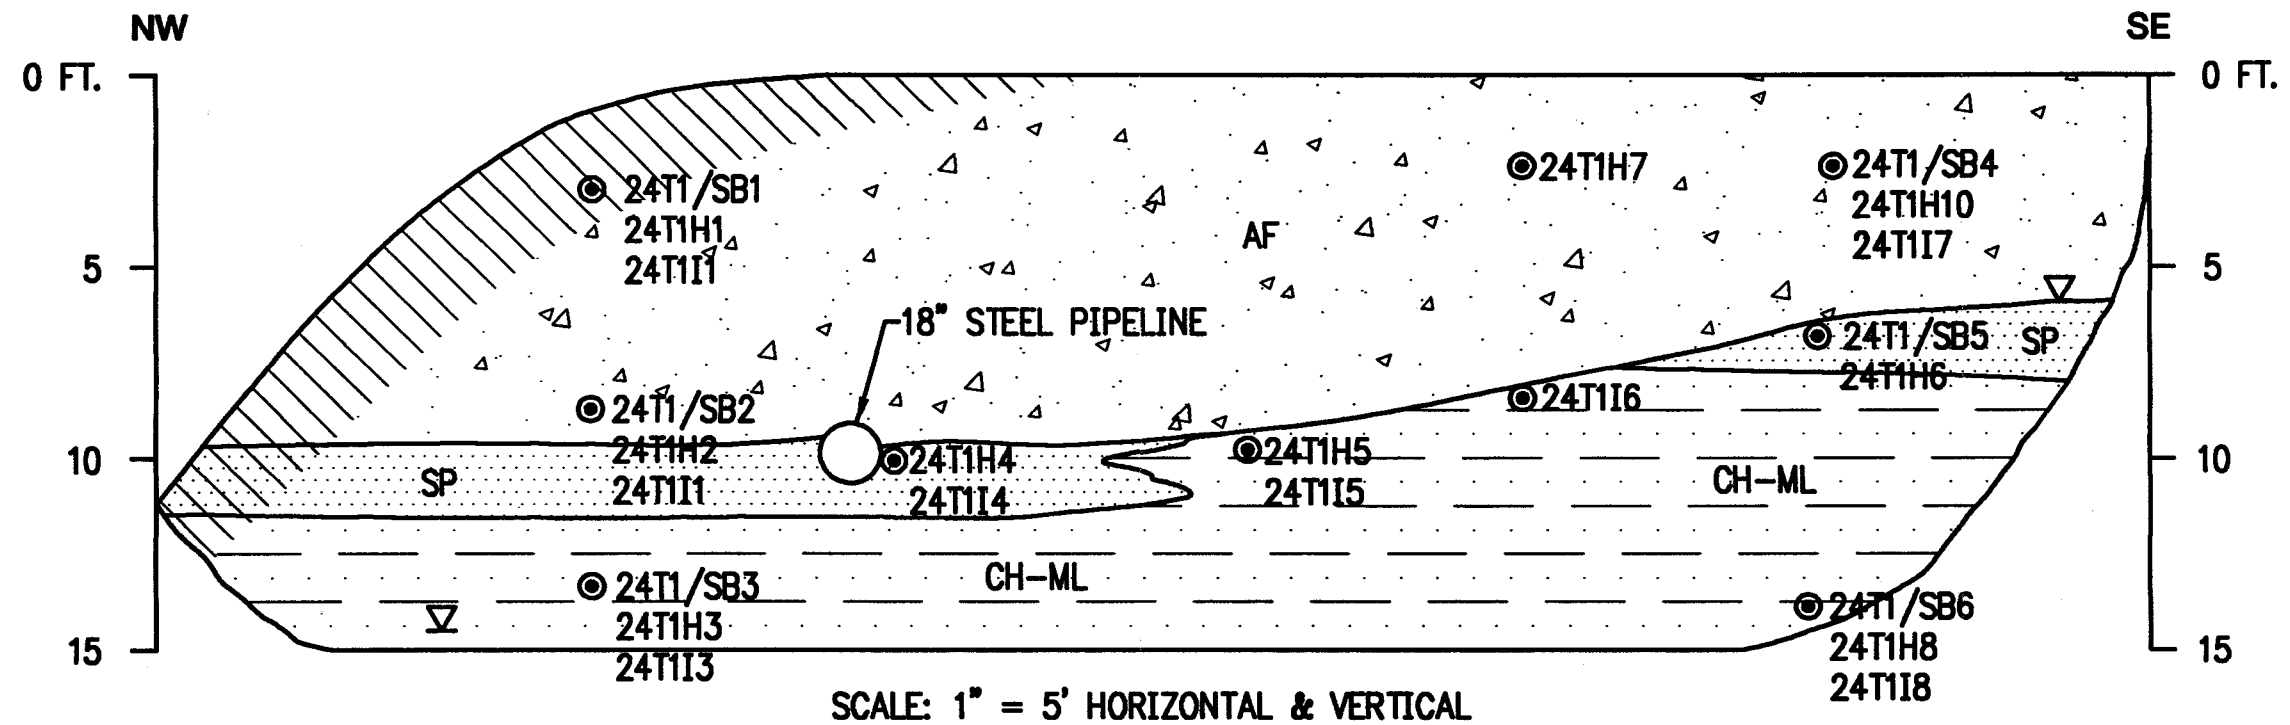 NW
SE
0 FT.
0 FT.
24T1/SB1
24T1H1
24T1I1
24T1H7
24T1/SB4
24T1H10
24T1I7
AF
5
5
18" STEEL PIPELINE
24T1/SB5
24T1H6
SP
24T1/SB2
24T1H2
24T1I1
24T1I6
10
10
SP
24T1H4
24T1I4
24T1H5
24T1I5
CH-ML
24T1/SB3
24T1H3
24T1I3
CH-ML
24T1/SB6
24T1H8
24T1I8
15
15
SCALE: 1" = 5' HORIZONTAL & VERTICAL